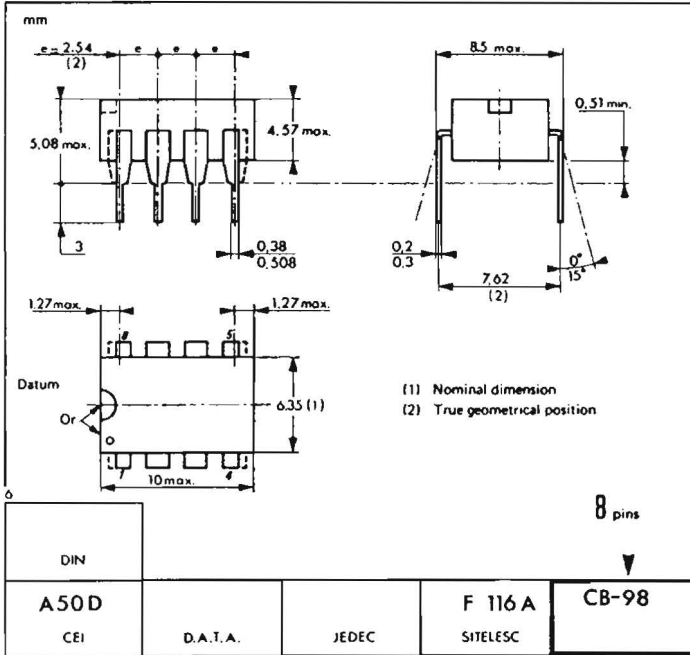 mm
e = 2.54
(2)
e
e
e
5,08 max.
4,57 max.
3
0,38
0,508
8.5 max.
0,51 min.
0,2
0,3
7,62
(2)
0°
15°
1,27 max.
1,27 max.
8
5
Datum
Or
6,35 (1)
1
4
10 max.
(1) Nominal dimension
(2) True geometrical position
6
8 pins
DIN
A50D
CEI
D.A.T.A.
JEDEC
F 116 A
SITELESC
CB-98